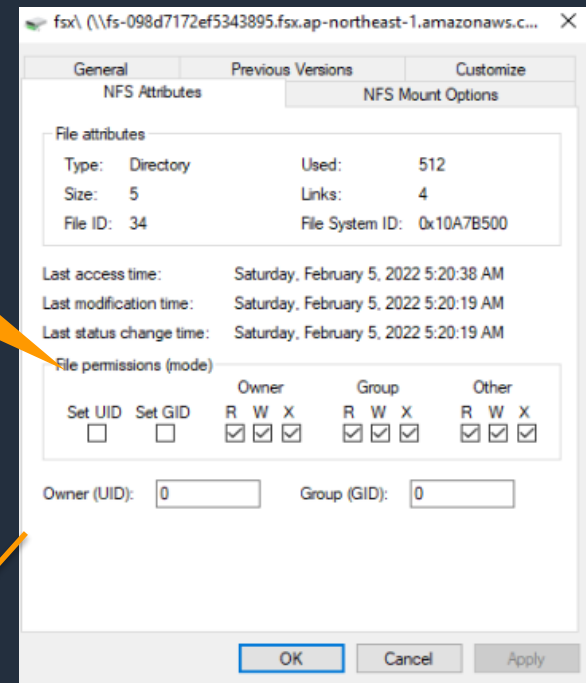 fsx\ (\\fs-098d7172ef5343895.fsx.ap-northeast-1.amazonaws.c...
General Previous Versions Customize
NFS Attributes NFS Mount Options
File attributes
Type: Directory Used: 512
Size: 5 Links: 4
File ID: 34 File System ID: 0x10A7B500
Last access time: Saturday, February 5, 2022 5:20:38 AM
Last modification time: Saturday, February 5, 2022 5:20:19 AM
Last status change time: Saturday, February 5, 2022 5:20:19 AM
File permissions (mode)
Owner Group Other
Set UID Set GID R W X R W X R W X
Owner (UID): 0 Group (GID): 0
OK Cancel Apply